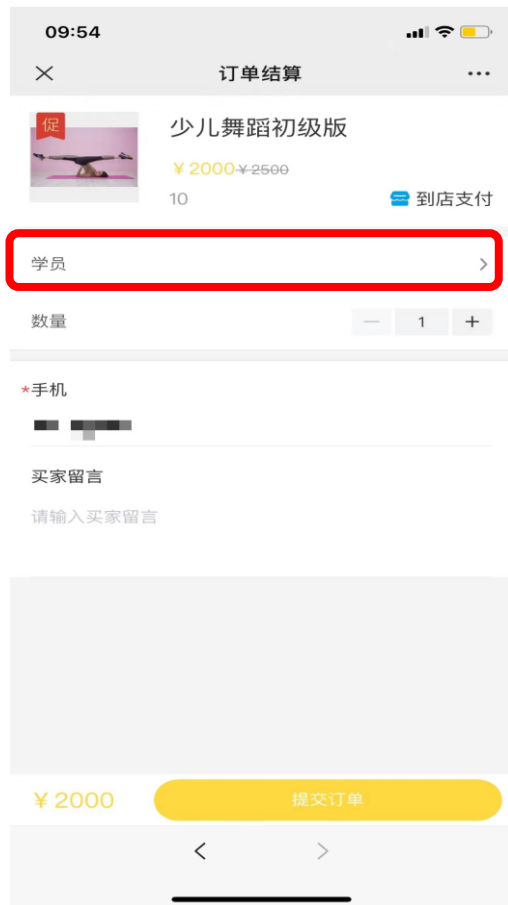 09:54
订单结算
促
少儿舞蹈初级版
¥2000 ¥2500
10 到店支付
学员
数量 1
*手机
买家留言
请输入买家留言
¥2000 提交订单